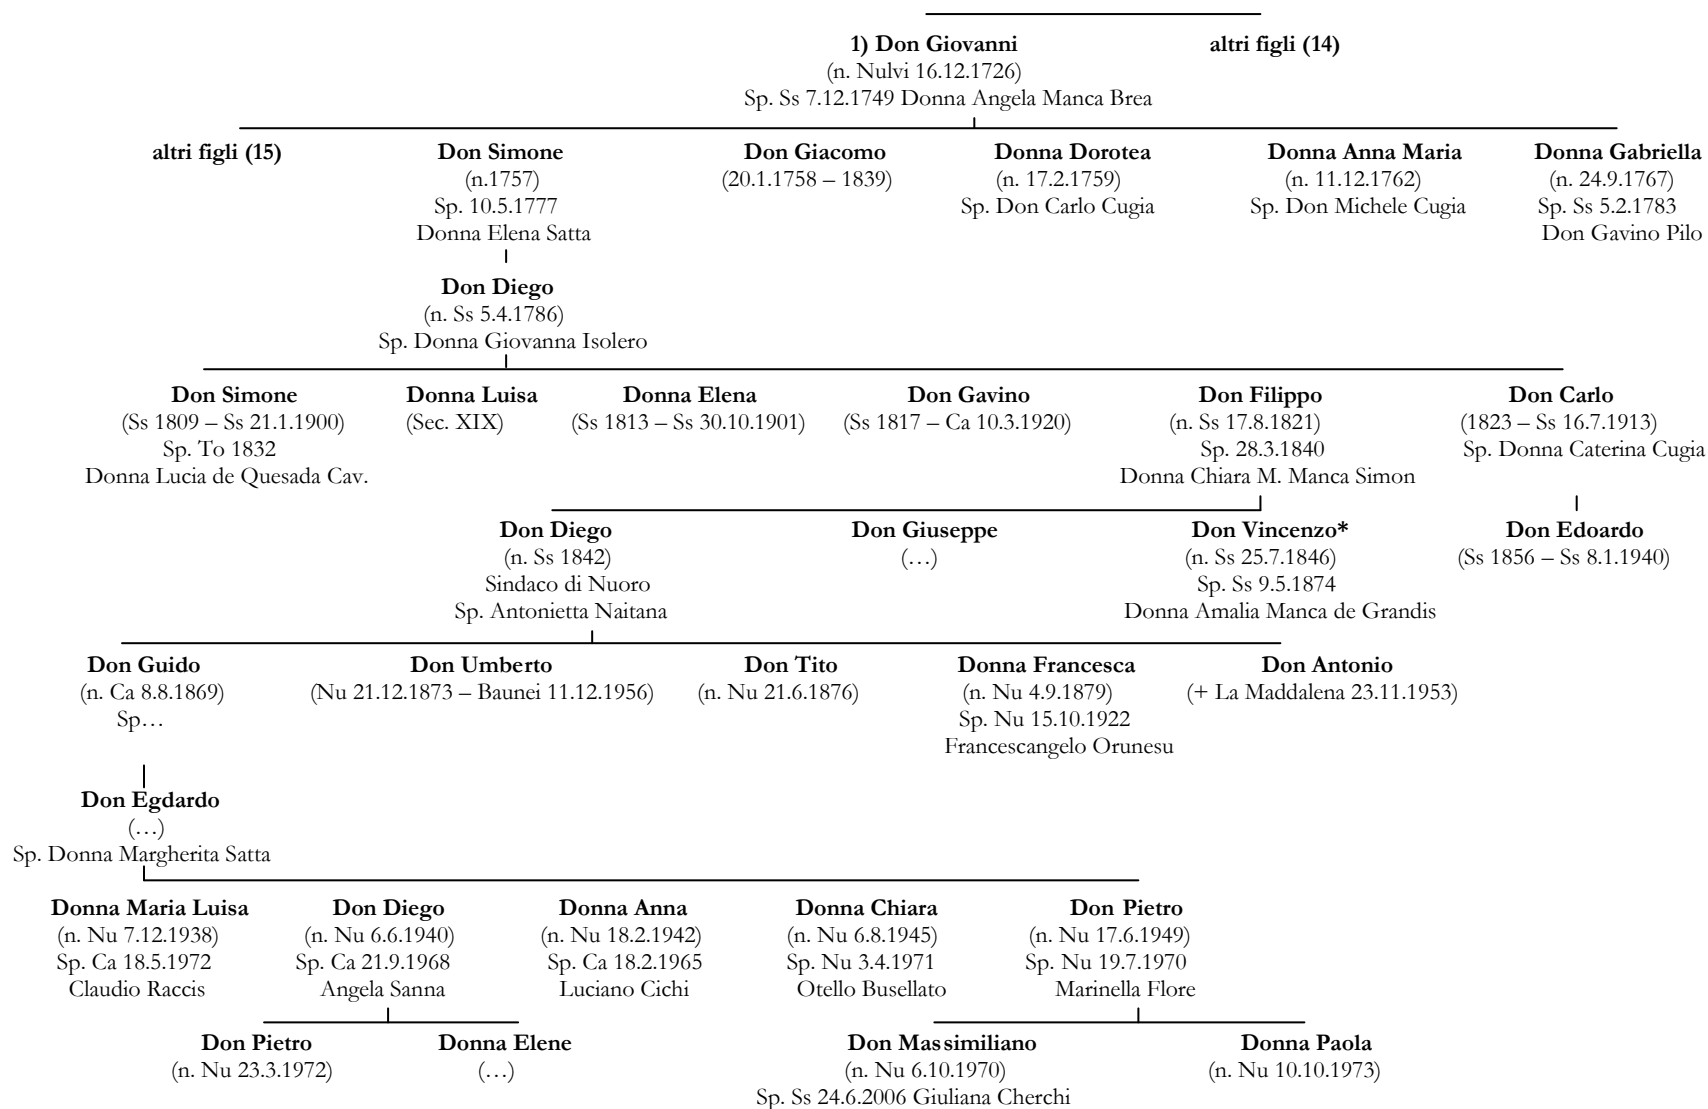 1) Don Giovanni altri figli (14)
(n. Nulvi 16.12.1726)
Sp. Ss 7.12.1749 Donna Angela Manca Brea
altri figli (15) Don Simone Don Giacomo Donna Dorotea Donna Anna Maria Donna Gabriella
(n.1757) (20.1.1758 – 1839) (n. 17.2.1759) (n. 11.12.1762) (n. 24.9.1767)
Sp. 10.5.1777 Sp. Don Carlo Cugia Sp. Don Michele Cugia Sp. Ss 5.2.1783
Donna Elena Satta Don Gavino Pilo
Don Diego
(n. Ss 5.4.1786)
Sp. Donna Giovanna Isolero
Don Simone Donna Luisa Donna Elena Don Gavino Don Filippo Don Carlo
(Ss 1809 – Ss 21.1.1900) (Sec. XIX) (Ss 1813 – Ss 30.10.1901) (Ss 1817 – Ca 10.3.1920) (n. Ss 17.8.1821) (1823 – Ss 16.7.1913)
Sp. To 1832 Sp. 28.3.1840 Sp. Donna Caterina Cugia
Donna Lucia de Quesada Cav. Donna Chiara M. Manca Simon
Don Diego Don Giuseppe Don Vincenzo* Don Edoardo
(n. Ss 1842) (…) (n. Ss 25.7.1846) (Ss 1856 – Ss 8.1.1940)
Sindaco di Nuoro Sp. Ss 9.5.1874
Sp. Antonietta Naitana Donna Amalia Manca de Grandis
Don Guido Don Umberto Don Tito Donna Francesca Don Antonio
(n. Ca 8.8.1869) (Nu 21.12.1873 – Baunei 11.12.1956) (n. Nu 21.6.1876) (n. Nu 4.9.1879) (+ La Maddalena 23.11.1953)
Sp… Sp. Nu 15.10.1922
Francescangelo Orunesu
Don Egdardo
(…)
Sp. Donna Margherita Satta
Donna Maria Luisa Don Diego Donna Anna Donna Chiara Don Pietro
(n. Nu 7.12.1938) (n. Nu 6.6.1940) (n. Nu 18.2.1942) (n. Nu 6.8.1945) (n. Nu 17.6.1949)
Sp. Ca 18.5.1972 Sp. Ca 21.9.1968 Sp. Ca 18.2.1965 Sp. Nu 3.4.1971 Sp. Nu 19.7.1970
Claudio Raccis Angela Sanna Luciano Cichi Otello Busellato Marinella Flore
Don Pietro Donna Elene Don Massimiliano Donna Paola
(n. Nu 23.3.1972) (…) (n. Nu 6.10.1970) (n. Nu 10.10.1973)
Sp. Ss 24.6.2006 Giuliana Cherchi